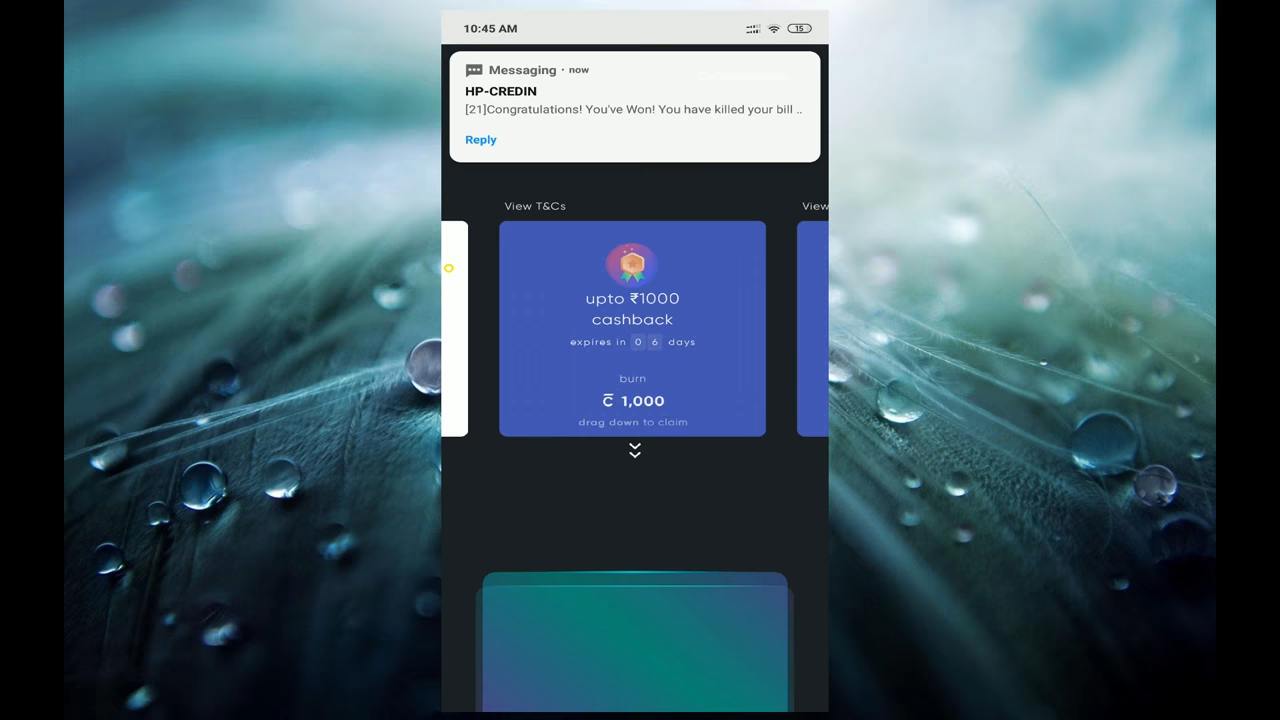 10:45 AM
15
Messaging · now
HP-CREDIN
[21]Congratulations! You've Won! You have killed your bill ..
Reply
View T&Cs
View
upto ₹1000
cashback
expires in 0 6 days
burn
C 1,000
drag down to claim